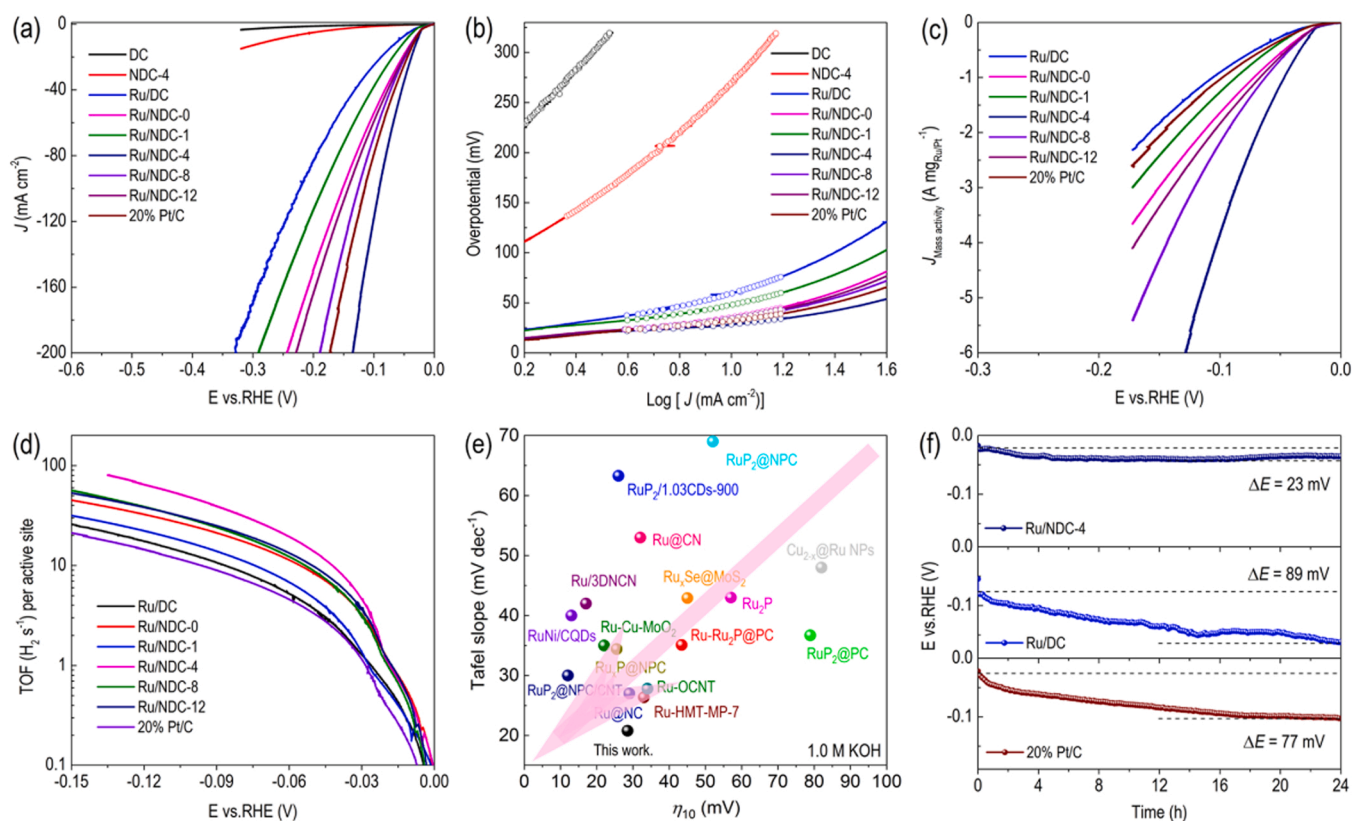 (a)
DC
NDC-4
Ru/DC
Ru/NDC-0
Ru/NDC-1
Ru/NDC-4
Ru/NDC-8
Ru/NDC-12
20% Pt/C
J (mA cm⁻²)
0
-40
-80
-120
-160
-200
-0.6 -0.5 -0.4 -0.3 -0.2 -0.1 0.0
E vs.RHE (V)
(b)
DC
NDC-4
Ru/DC
Ru/NDC-0
Ru/NDC-1
Ru/NDC-4
Ru/NDC-8
Ru/NDC-12
20% Pt/C
Overpotential (mV)
300
250
200
150
100
50
0
0.2 0.4 0.6 0.8 1.0 1.2 1.4 1.6
Log [ J (mA cm⁻²)]
(c)
Ru/DC
Ru/NDC-0
Ru/NDC-1
Ru/NDC-4
Ru/NDC-8
Ru/NDC-12
20% Pt/C
J Mass activity (A mg Ru/Pt ⁻¹)
0
-1
-2
-3
-4
-5
-6
-0.3 -0.2 -0.1 0.0
E vs.RHE (V)
(d)
Ru/DC
Ru/NDC-0
Ru/NDC-1
Ru/NDC-4
Ru/NDC-8
Ru/NDC-12
20% Pt/C
TOF (H₂ s⁻¹) per active site
100
10
1
0.1
-0.15 -0.12 -0.09 -0.06 -0.03 0.00
E vs.RHE (V)
(e)
RuP₂@NPC
RuP₂/1.03CDs-900
Ru@CN
Cu₂₋ₓ@Ru NPs
Ru/3DNCN
RuₓSe@MoS₂
Ru₂P
RuNi/CQDs
Ru-Cu-MoO₂
Ru-Ru₂P@PC
RuP₂@PC
RuₓP@NPC
RuP₂@NPC/CNT
Ru-OCNT
Ru@NC
Ru-HMT-MP-7
This work.
1.0 M KOH
Taffel slope (mV dec⁻¹)
70
60
50
40
30
20
0 10 20 30 40 50 60 70 80 90 100
η₁₀ (mV)
(f)
0.0
-0.1
0.0
-0.1
0.0
-0.1
ΔE = 23 mV
Ru/NDC-4
ΔE = 89 mV
Ru/DC
ΔE = 77 mV
20% Pt/C
E vs.RHE (V)
0 4 8 12 16 20 24
Time (h)